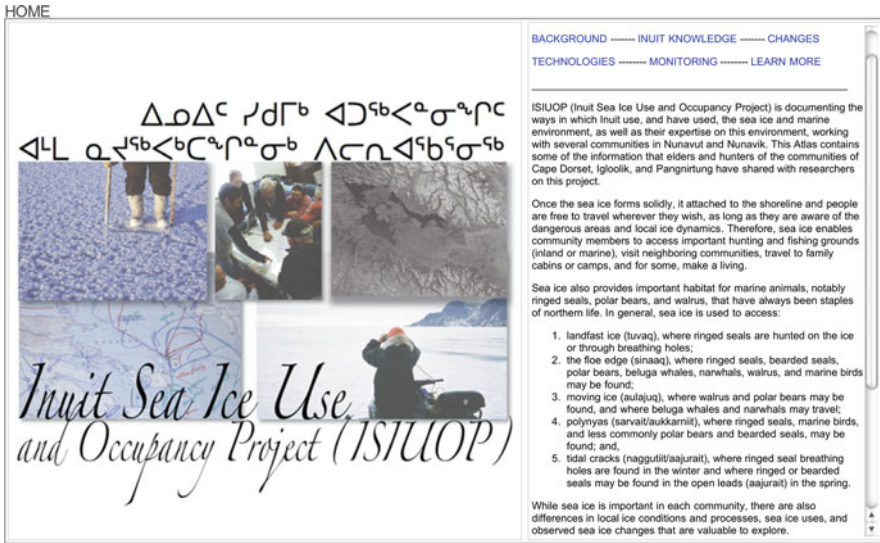 HOME
ᐃᓄᐃᑦ ᓯᑯᒥᒃ ᐊᑐᖅᐸᓐᓂᖏᑦ
ᐊᒻᒪ ᓇᔪᖅᐸᒃᑕᖏᓐᓂᒃ ᐱᓕᕆᐊᖃᕐᓂᖅ
Inuit Sea Ice Use
and Occupancy Project (ISIUOP)
BACKGROUND ------- INUIT KNOWLEDGE ------- CHANGES
TECHNOLOGIES -------- MONITORING -------- LEARN MORE
ISIUOP (Inuit Sea Ice Use and Occupancy Project) is documenting the
ways in which Inuit use, and have used, the sea ice and marine
environment, as well as their expertise on this environment, working
with several communities in Nunavut and Nunavik. This Atlas contains
some of the information that elders and hunters of the communities of
Cape Dorset, Igloolik, and Pangnirtung have shared with researchers
on this project.
Once the sea ice forms solidly, it attached to the shoreline and people
are free to travel wherever they wish, as long as they are aware of the
dangerous areas and local ice dynamics. Therefore, sea ice enables
community members to access important hunting and fishing grounds
(inland or marine), visit neighboring communities, travel to family
cabins or camps, and for some, make a living.
Sea ice also provides important habitat for marine animals, notably
ringed seals, polar bears, and walrus, that have always been staples
of northern life. In general, sea ice is used to access:
1. landfast ice (tuvaq), where ringed seals are hunted on the ice
or through breathing holes;
2. the floe edge (sinaaq), where ringed seals, bearded seals,
polar bears, beluga whales, narwhals, walrus, and marine birds
may be found;
3. moving ice (aulajuq), where walrus and polar bears may be
found, and where beluga whales and narwhals may travel;
4. polynyas (sarvait/aukkarniit), where ringed seals, marine birds,
and less commonly polar bears and bearded seals, may be
found; and,
5. tidal cracks (naggutiit/aajurait), where ringed seal breathing
holes are found in the winter and where ringed or bearded
seals may be found in the open leads (aajurait) in the spring.
While sea ice is important in each community, there are also
differences in local ice conditions and processes, sea ice uses, and
observed sea ice changes that are valuable to explore.